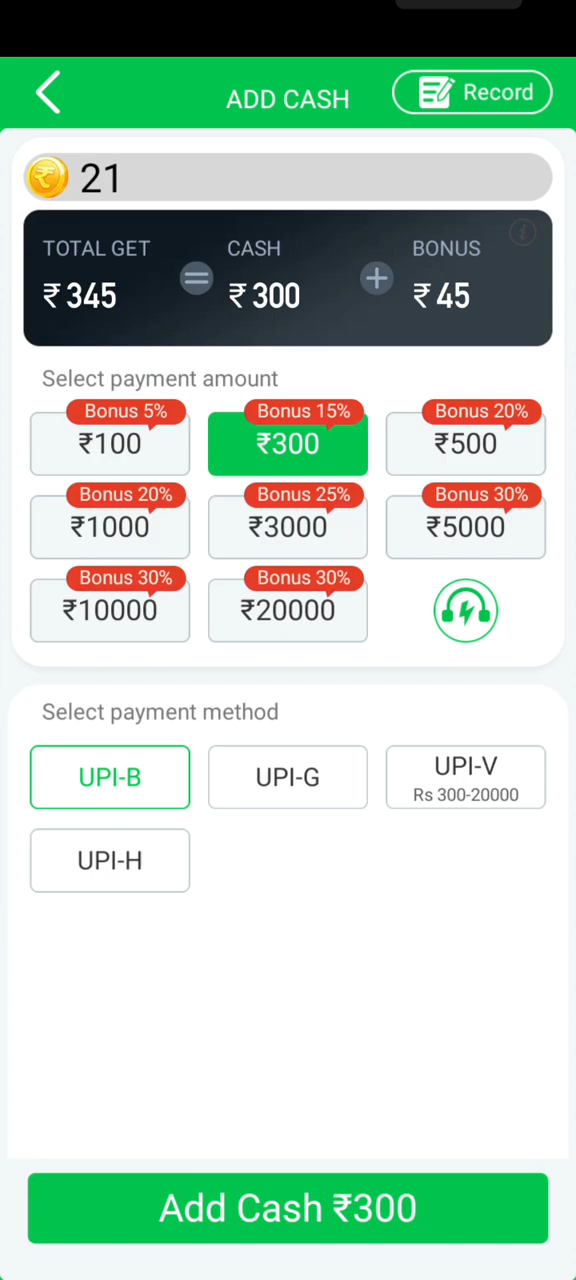 ADD CASH
Record
21
TOTAL GET
CASH
BONUS
₹ 345
=
₹ 300
+
₹ 45
Select payment amount
Bonus 5%
Bonus 15%
Bonus 20%
₹100
₹300
₹500
Bonus 20%
Bonus 25%
Bonus 30%
₹1000
₹3000
₹5000
Bonus 30%
Bonus 30%
₹10000
₹20000
Select payment method
UPI-B
UPI-G
UPI-V
Rs 300-20000
UPI-H
Add Cash ₹300